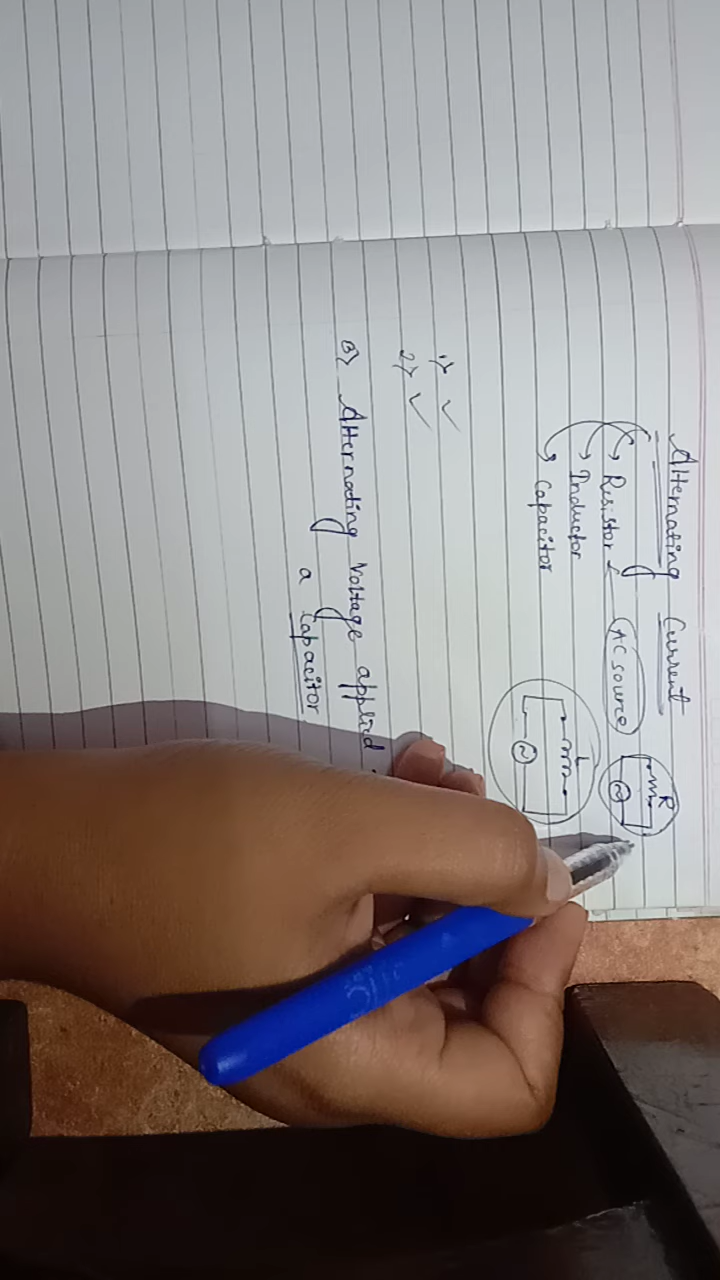 Alternating Current
Resistor & AC source
Inductor
Capacitor
R
L
1> ✓
2> ✓
3> Alternating Voltage applied
a Capacitor